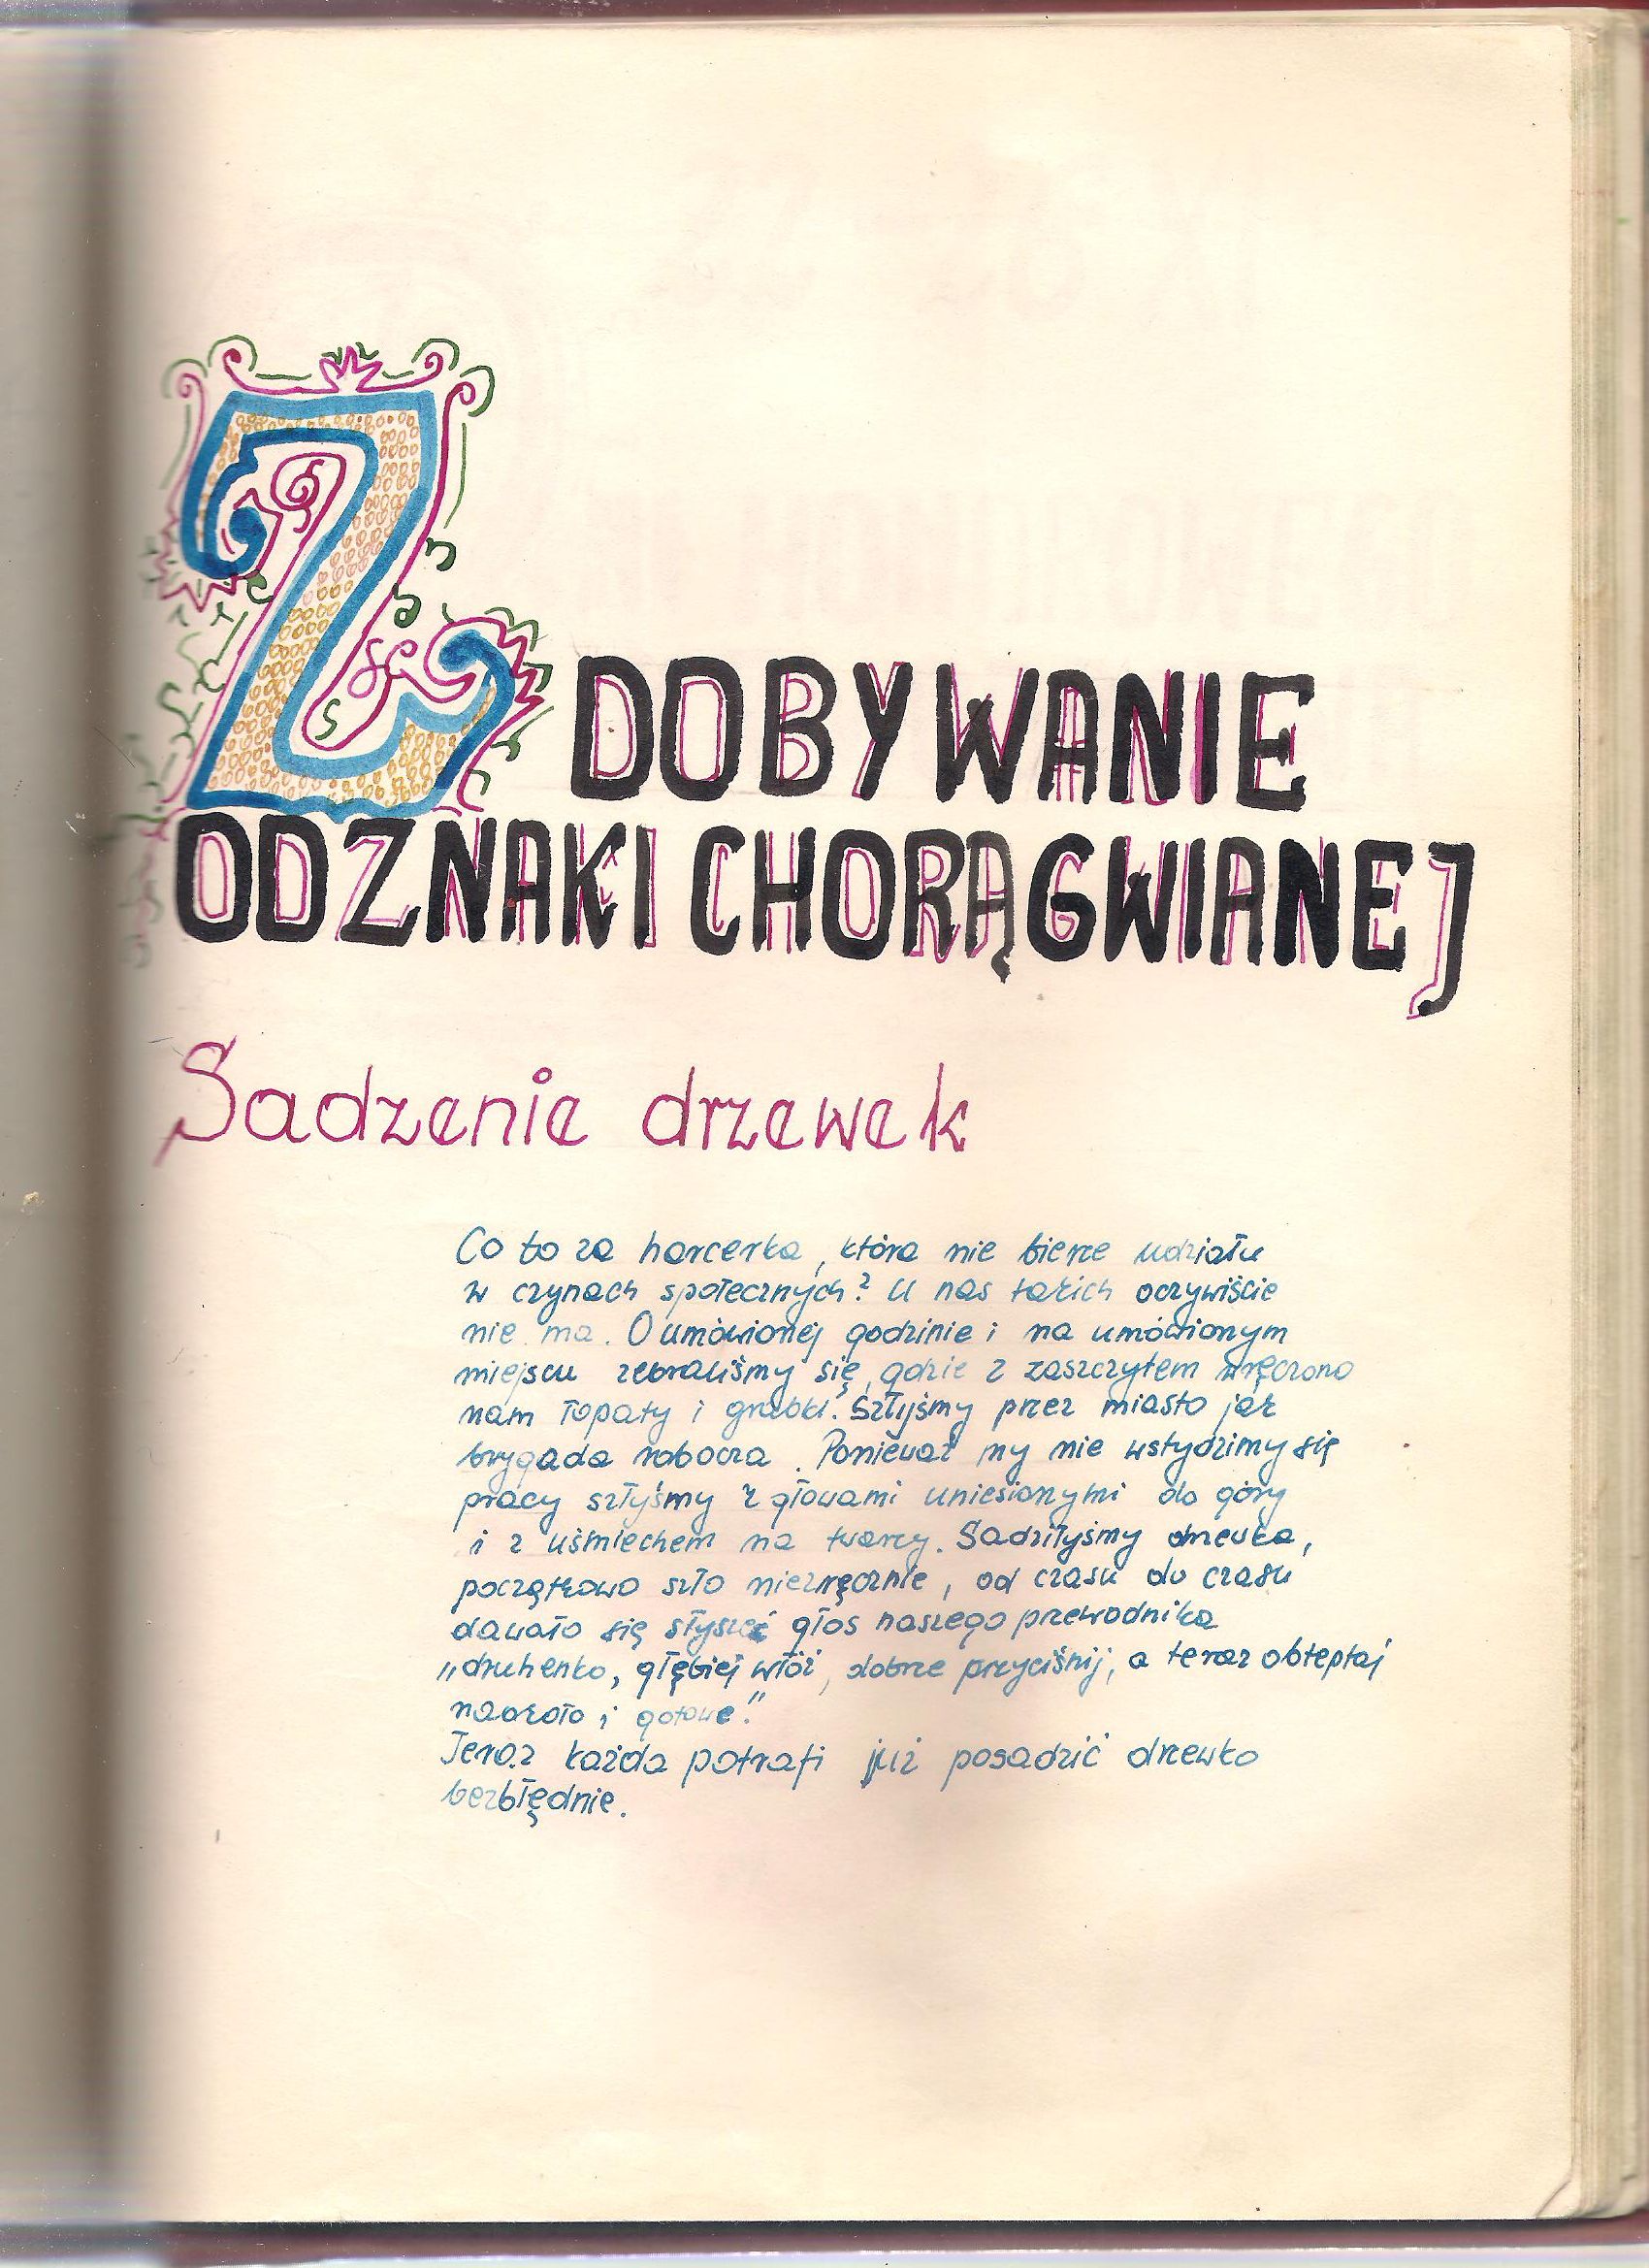 ZDOBYWANIE
ODZNAKI CHORĄGWIANEJ
Sadzenie drzewek
Co to za harcerka, która nie bierze udziału
w czynach społecznych? U nas takich oczywiście
nie ma. O umówionej godzinie i na umówionym
miejscu zebraliśmy się, gdzie z zaszczytem wręczono
nam łopaty i grabki. Szłyśmy przez miasto jak
brygada robocza. Ponieważ my nie wstydzimy się
pracy szłyśmy z głowami uniesionymi do góry
i z uśmiechem na twarzy. Sadziłyśmy drzewka,
początkowo szło niezręcznie, od czasu do czasu
dawało się słyszeć głos naszego przewodnika
„druhenko, głębiej włóż, dobrze przyciśnij, a teraz obteptaj
naokoło i gotowe."
Teraz każda potrafi już posadzić drzewko
bezbłędnie.